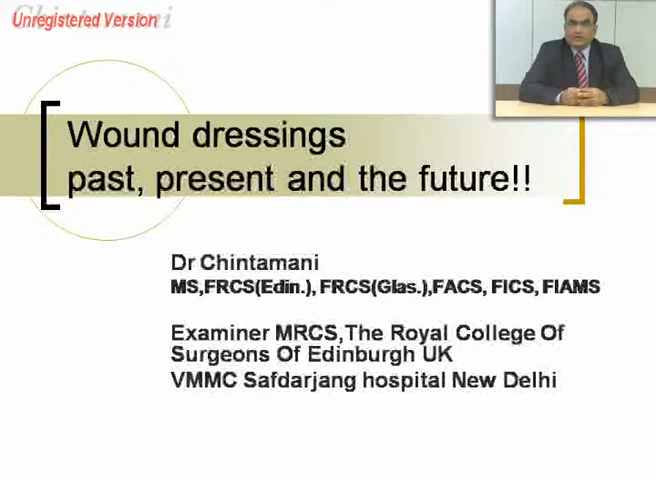 Chintamani
Unregistered Version
Wound dressings
past, present and the future!!
Dr Chintamani
MS,FRCS(Edin.), FRCS(Glas.),FACS, FICS, FIAMS
Examiner MRCS,The Royal College Of
Surgeons Of Edinburgh UK
VMMC Safdarjang hospital New Delhi